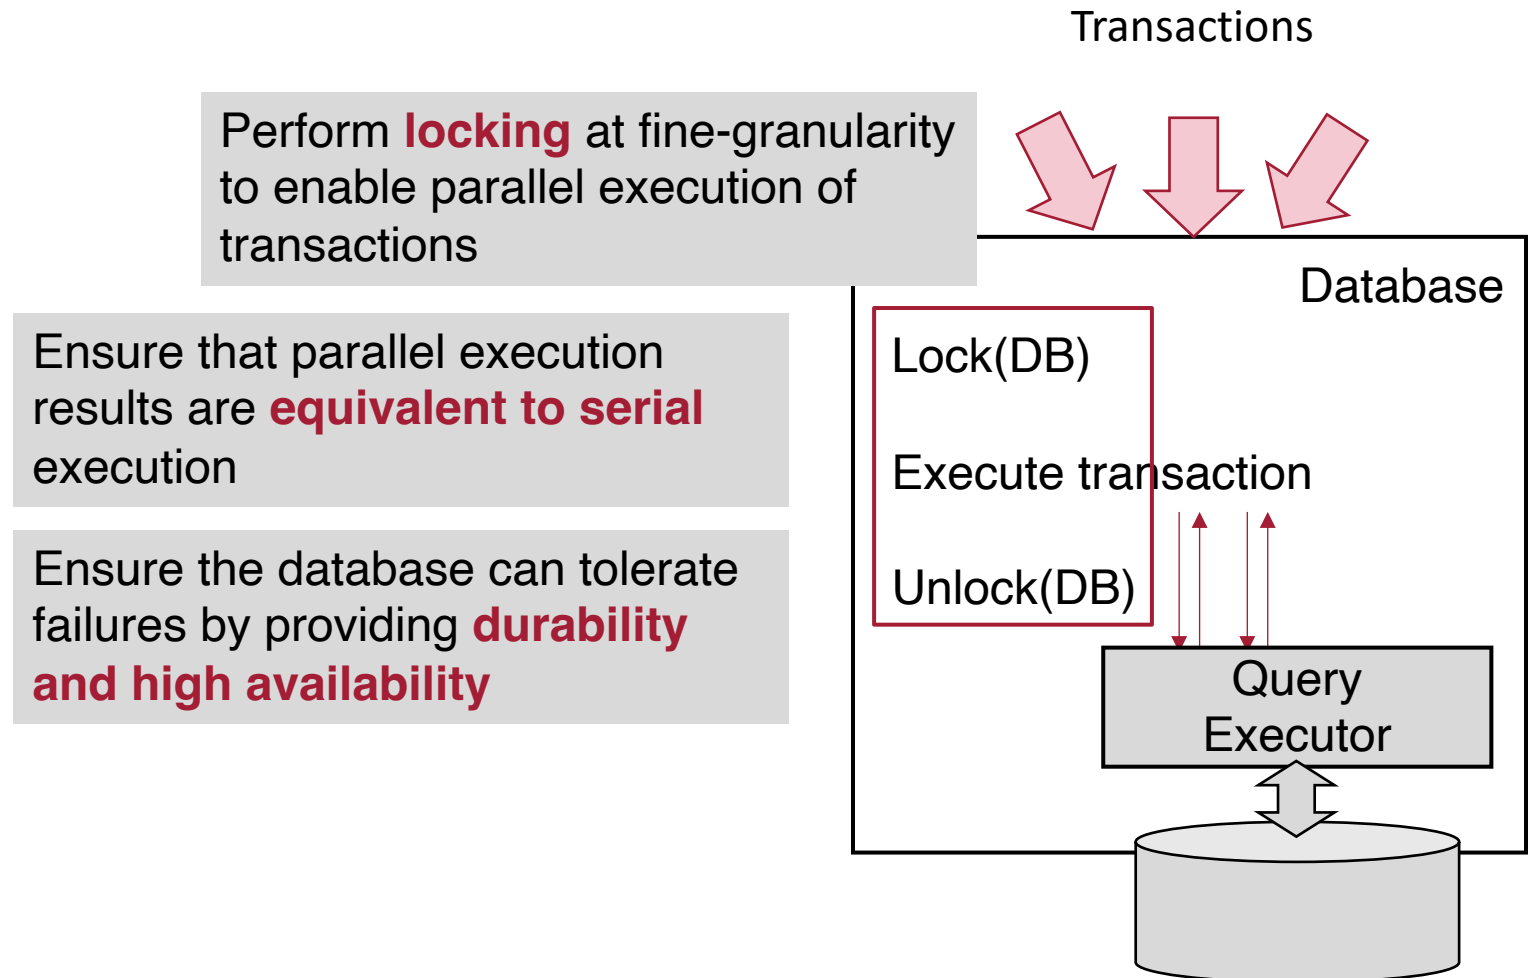 Transactions
Perform locking at fine-granularity
to enable parallel execution of
transactions
Database
Ensure that parallel execution
results are equivalent to serial
execution
Lock(DB)
Execute transaction
Unlock(DB)
Ensure the database can tolerate
failures by providing durability
and high availability
Query
Executor